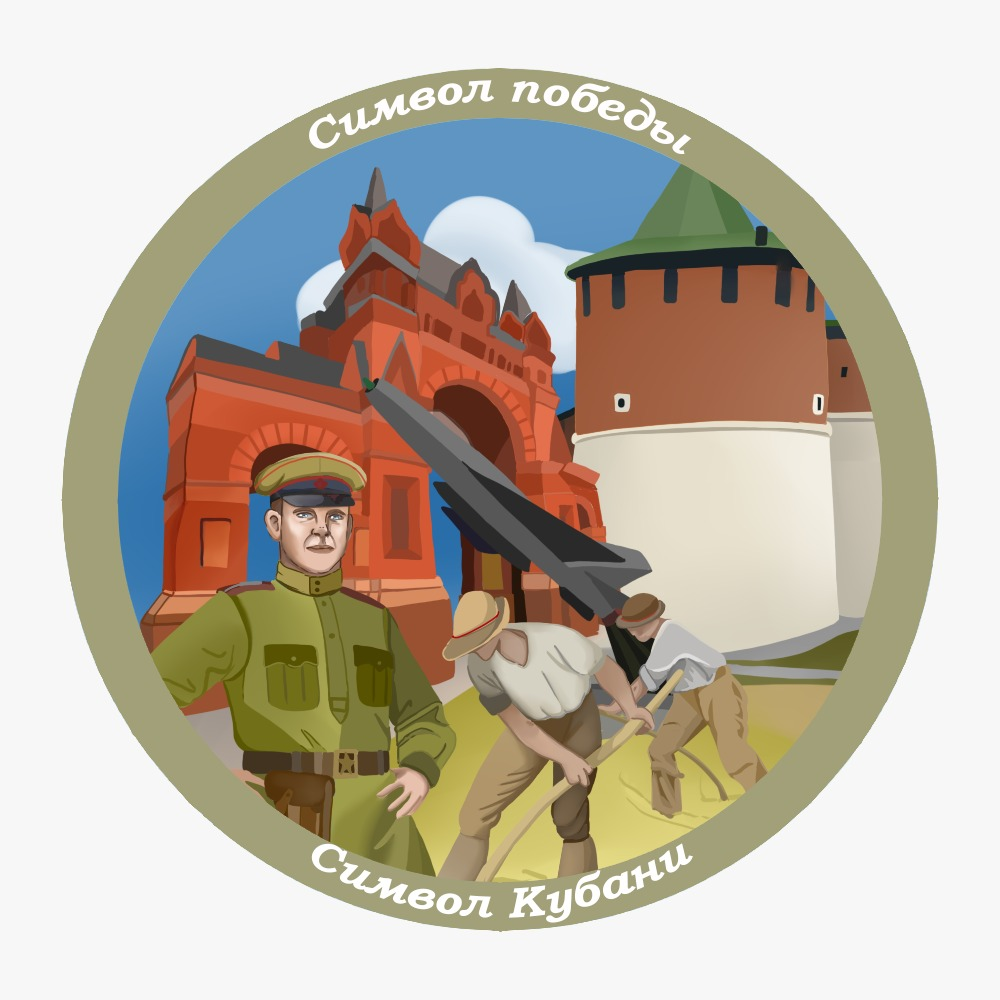 Символ победы
Символ Кубани